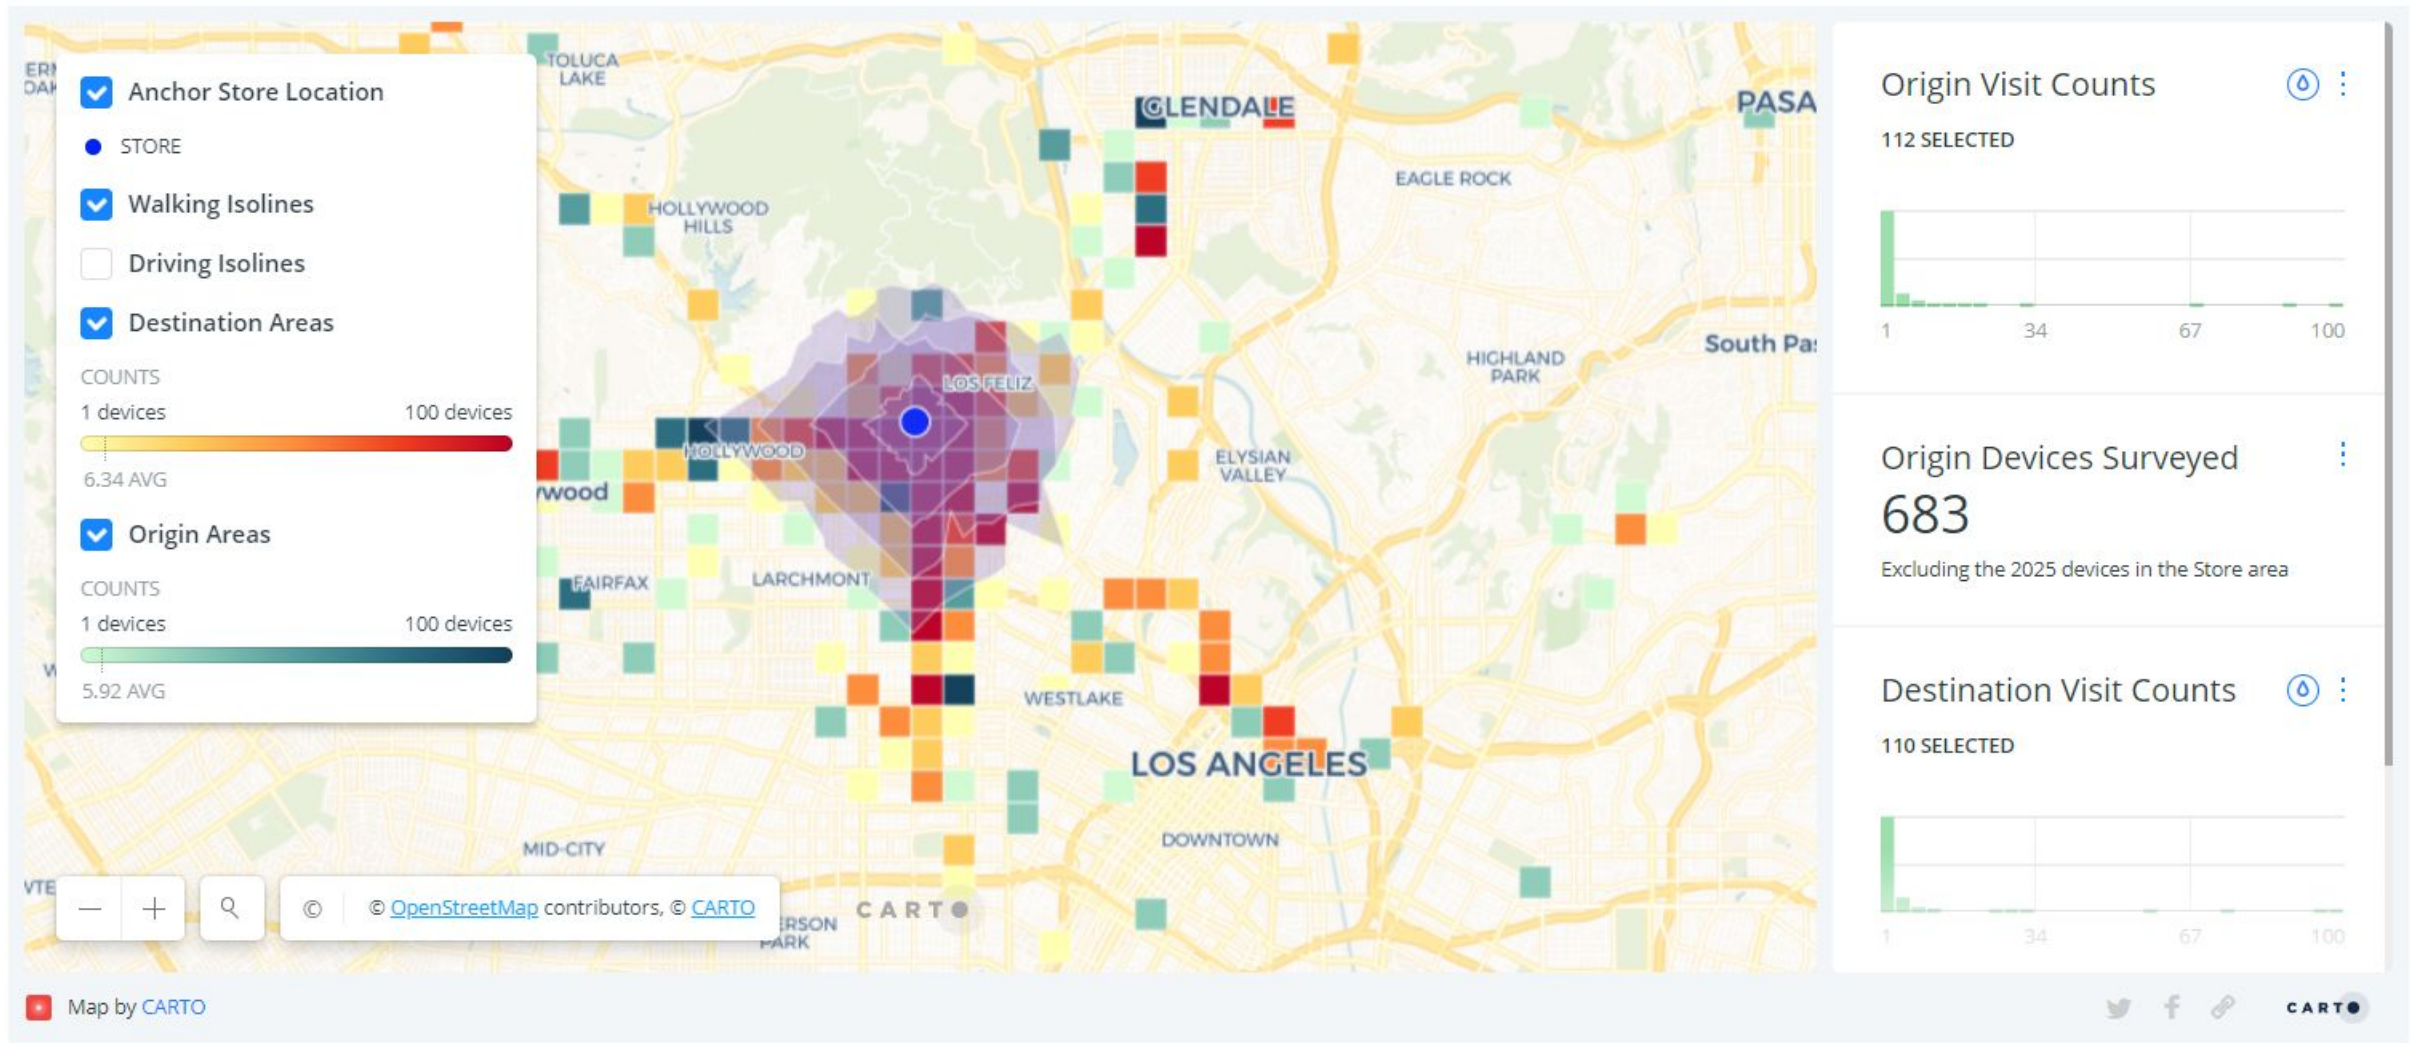 Anchor Store Location
STORE
Walking Isolines
Driving Isolines
Destination Areas
COUNTS
1 devices 100 devices
6.34 AVG
Origin Areas
COUNTS
1 devices 100 devices
5.92 AVG
TOLUCA
LAKE
GLENDALE
PASA
EAGLE ROCK
HOLLYWOOD
HILLS
South Pas
HIGHLAND
PARK
LOS FELIZ
HOLLYWOOD
ELYSIAN
VALLEY
ywood
FAIRFAX
LARCHMONT
WESTLAKE
LOS ANGELES
DOWNTOWN
MID-CITY
ERSON
PARK
© © OpenStreetMap contributors, © CARTO
CARTO
Origin Visit Counts
112 SELECTED
1 34 67 100
Origin Devices Surveyed
683
Excluding the 2025 devices in the Store area
Destination Visit Counts
110 SELECTED
1 34 67 100
Map by CARTO
CARTO